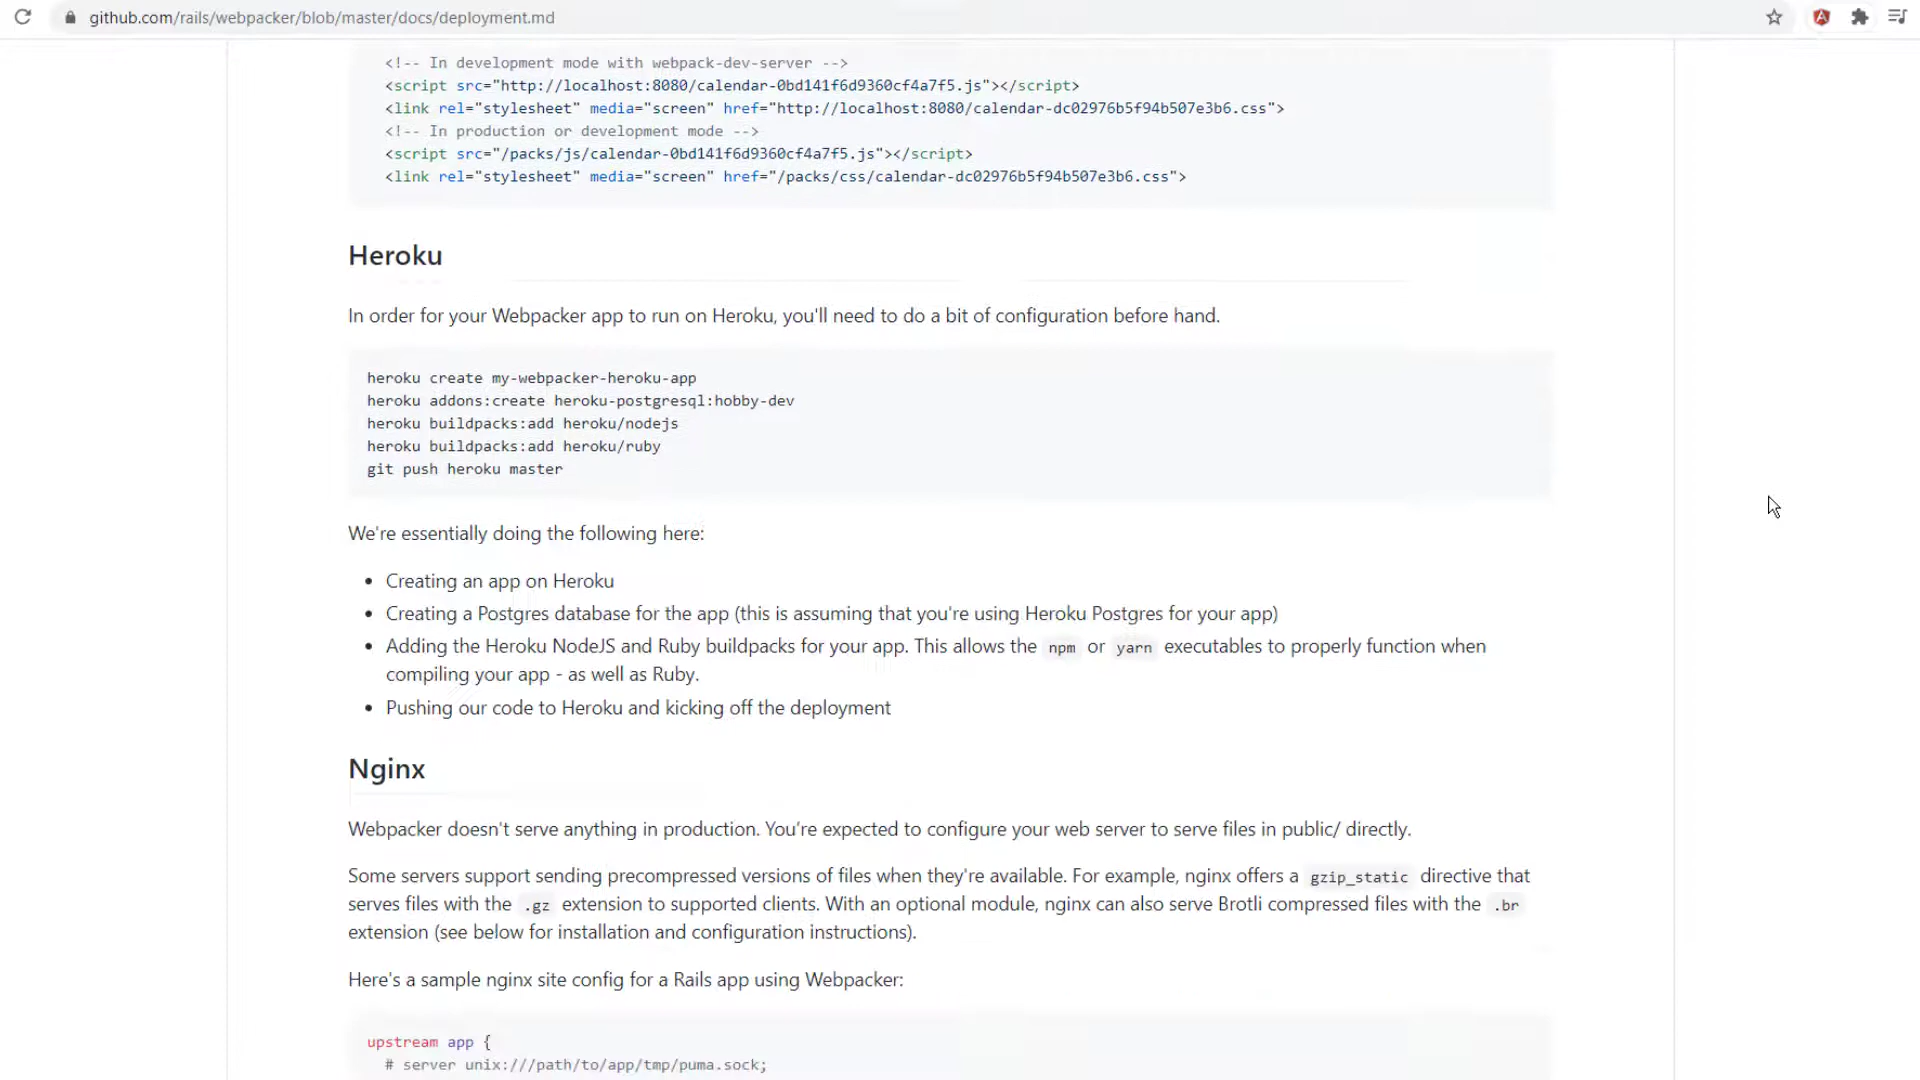 github.com/rails/webpacker/blob/master/docs/deployment.md
<!-- In development mode with webpack-dev-server -->
<script src="http://localhost:8080/calendar-0bd141f6d9360cf4a7f5.js"></script>
<link rel="stylesheet" media="screen" href="http://localhost:8080/calendar-dc02976b5f94b507e3b6.css">
<!-- In production or development mode -->
<script src="/packs/js/calendar-0bd141f6d9360cf4a7f5.js"></script>
<link rel="stylesheet" media="screen" href="/packs/css/calendar-dc02976b5f94b507e3b6.css">
Heroku
In order for your Webpacker app to run on Heroku, you'll need to do a bit of configuration before hand.
heroku create my-webpacker-heroku-app
heroku addons:create heroku-postgresql:hobby-dev
heroku buildpacks:add heroku/nodejs
heroku buildpacks:add heroku/ruby
git push heroku master
We're essentially doing the following here:
• Creating an app on Heroku
• Creating a Postgres database for the app (this is assuming that you're using Heroku Postgres for your app)
• Adding the Heroku NodeJS and Ruby buildpacks for your app. This allows the npm or yarn executables to properly function when
compiling your app - as well as Ruby.
• Pushing our code to Heroku and kicking off the deployment
Nginx
Webpacker doesn't serve anything in production. You're expected to configure your web server to serve files in public/ directly.
Some servers support sending precompressed versions of files when they're available. For example, nginx offers a gzip_static directive that
serves files with the .gz extension to supported clients. With an optional module, nginx can also serve Brotli compressed files with the .br
extension (see below for installation and configuration instructions).
Here's a sample nginx site config for a Rails app using Webpacker:
upstream app {
# server unix:///path/to/app/tmp/puma.sock;